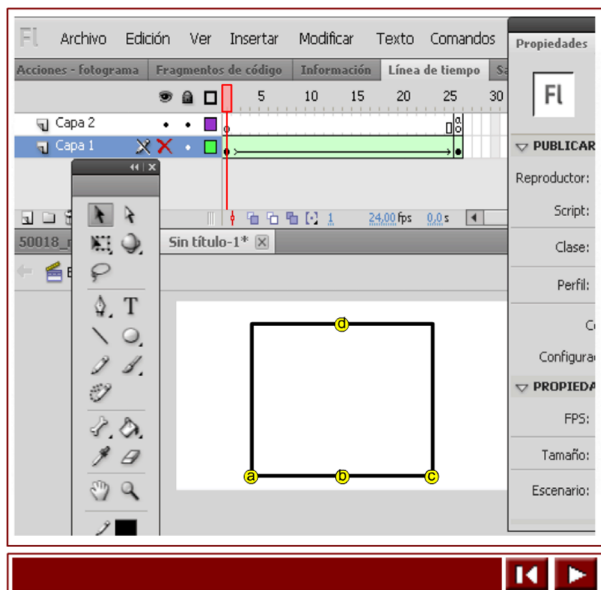 Fl Archivo Edición Ver Insertar Modificar Texto Comandos
Propiedades
Acciones - fotograma Fragmentos de código Información Línea de tiempo
5 10 15 20 25 30
Fl
Capa 2
a
Capa 1
PUBLICAR
Reproductor:
Script:
1 24,00 fps 0,0 s
50018_ Sin título-1*
Clase:
Perfil:
T
d
Configura
PROPIEDA
FPS:
Tamaño:
a b c
Escenario: